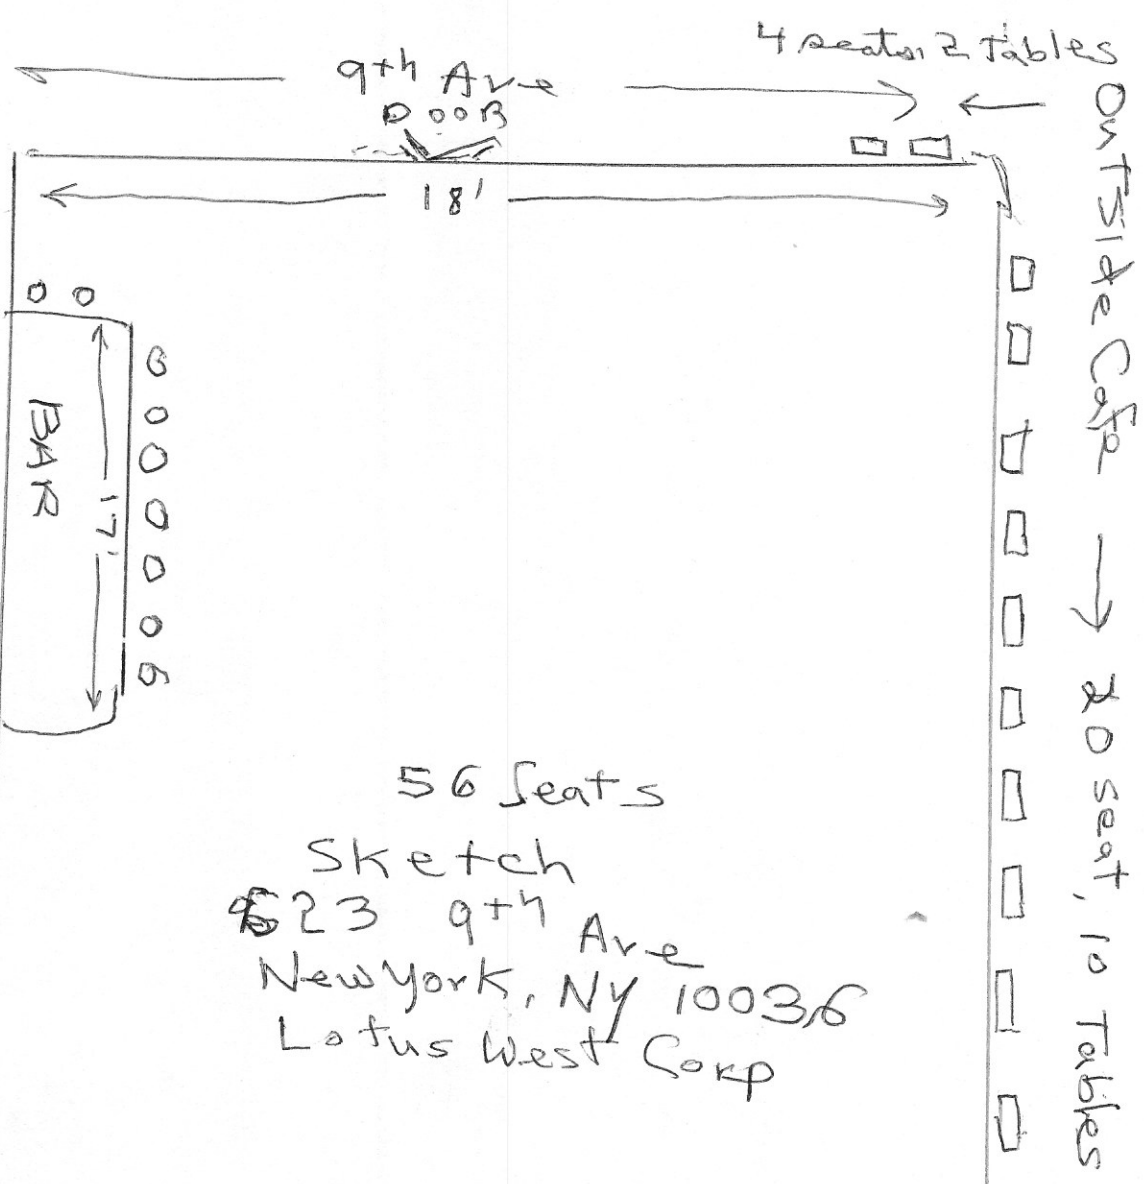 4 seats, 2 Tables
9th Ave
DOOR
18'
OutSide Cafe → 20 seat, 10 Tables
BAR
17'
56 Seats
Sketch
623 9th Ave
New York, NY 10036
Lotus West Corp